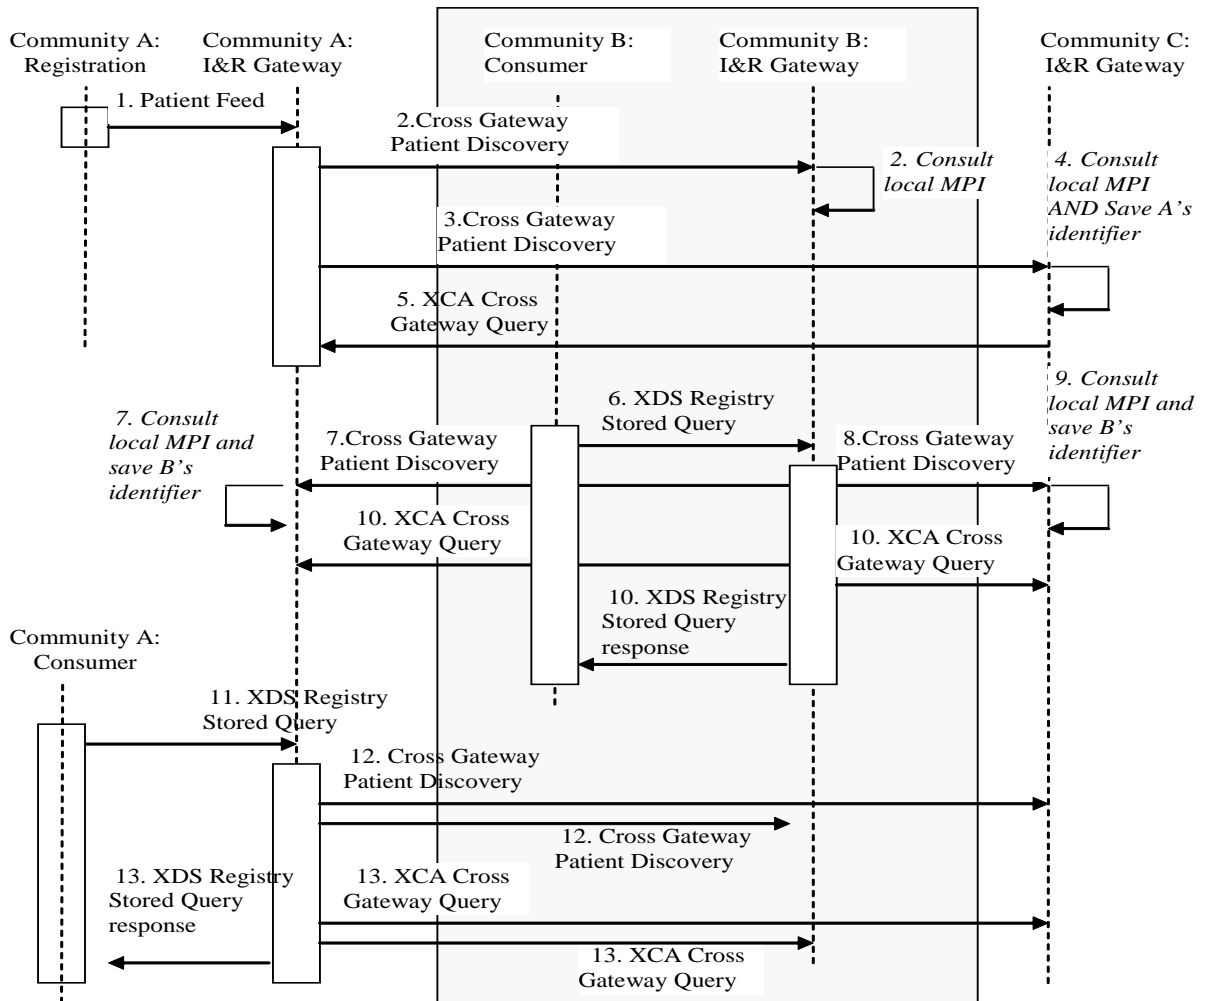 Community A:
Registration
Community A:
I&R Gateway
Community B:
Consumer
Community B:
I&R Gateway
Community C:
I&R Gateway
1. Patient Feed
2.Cross Gateway
Patient Discovery
2. Consult
local MPI
4. Consult
local MPI
AND Save A's
identifier
3.Cross Gateway
Patient Discovery
5. XCA Cross
Gateway Query
6. XDS Registry
Stored Query
9. Consult
local MPI and
save B's
identifier
7. Consult
local MPI and
save B's
identifier
7.Cross Gateway
Patient Discovery
8.Cross Gateway
Patient Discovery
10. XCA Cross
Gateway Query
10. XCA Cross
Gateway Query
10. XDS Registry
Stored Query
response
Community A:
Consumer
11. XDS Registry
Stored Query
12. Cross Gateway
Patient Discovery
12. Cross Gateway
Patient Discovery
13. XDS Registry
Stored Query
response
13. XCA Cross
Gateway Query
13. XCA Cross
Gateway Query